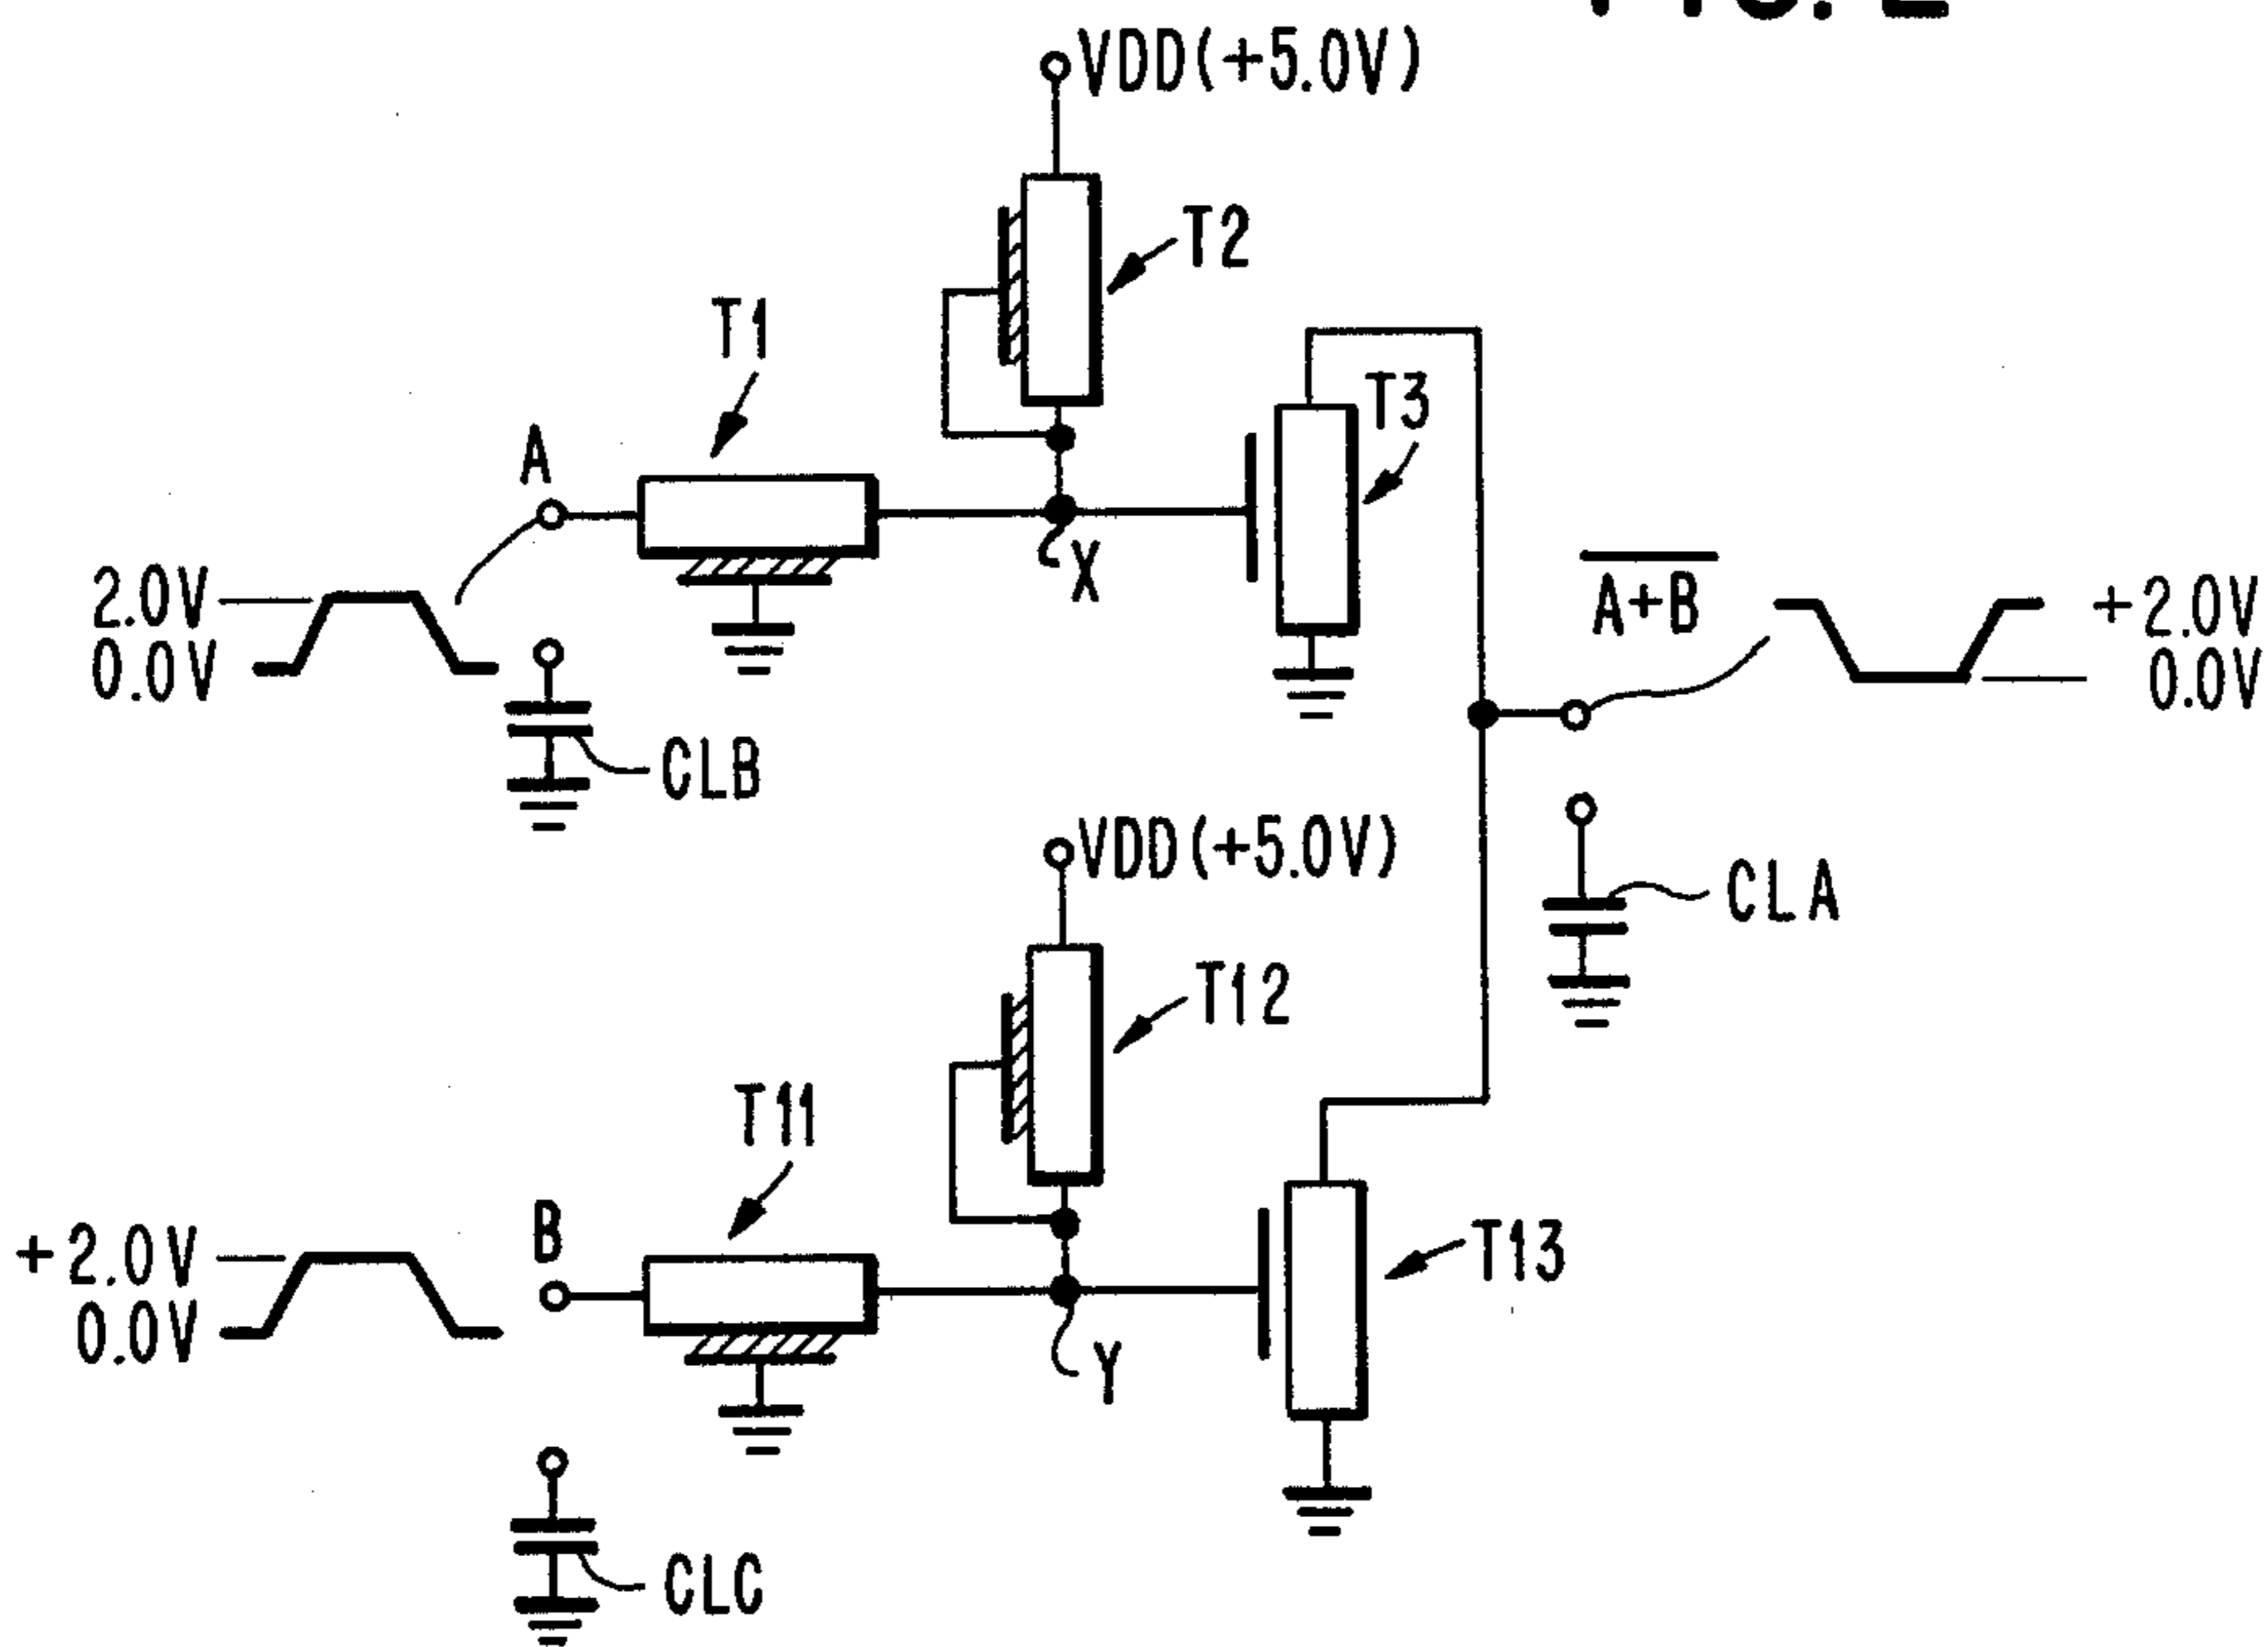 VDD(+5.0V)
T2
T1
T3
A
X
2.0V
0.0V
A+B
+2.0V
0.0V
CLB
VDD(+5.0V)
CLA
T12
T11
B
T13
+2.0V
0.0V
Y
CLC